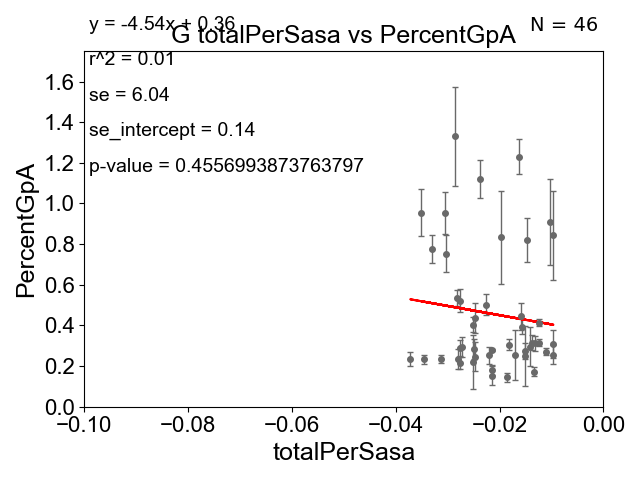 y = -4.54x + 0.36
N = 46
G totalPerSasa vs PercentGpA
r^2 = 0.01
se = 6.04
se_intercept = 0.14
p-value = 0.4556993873763797
PercentGpA
1.6
1.4
1.2
1.0
0.8
0.6
0.4
0.2
0.0
−0.10 −0.08 −0.06 −0.04 −0.02 0.00
totalPerSasa